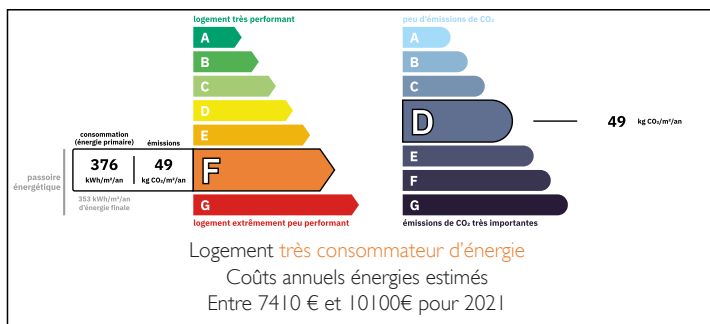 logement très performant
A
B
C
D
E
consommation
(énergie primaire)
émissions
376
kWh/m²/an
49
kg CO₂/m²/an
F
passoire
énergétique
353 kWh/m²/an
d'énergie finale
G
logement extrêmement peu performant
peu d'émissions de CO₂
A
B
C
D
49 kg CO₂/m²/an
E
F
G
émissions de CO₂ très importantes
Logement très consommateur d'énergie
Coûts annuels énergies estimés
Entre 7410 € et 10100€ pour 2021